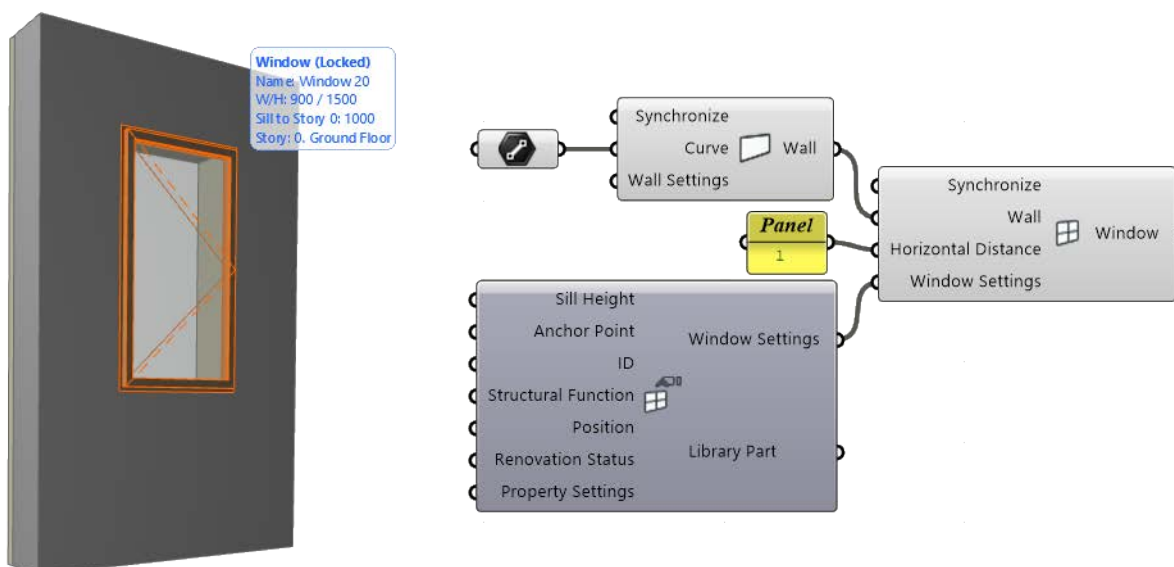 Window (Locked)
Name: Window 20
W/H: 900 / 1500
Sill to Story 0: 1000
Story: 0. Ground Floor
Synchronize
Curve
Wall
Wall Settings
Panel
1
Synchronize
Wall
Horizontal Distance
Window Settings
Window
Sill Height
Anchor Point
ID
Structural Function
Position
Renovation Status
Property Settings
Window Settings
Library Part